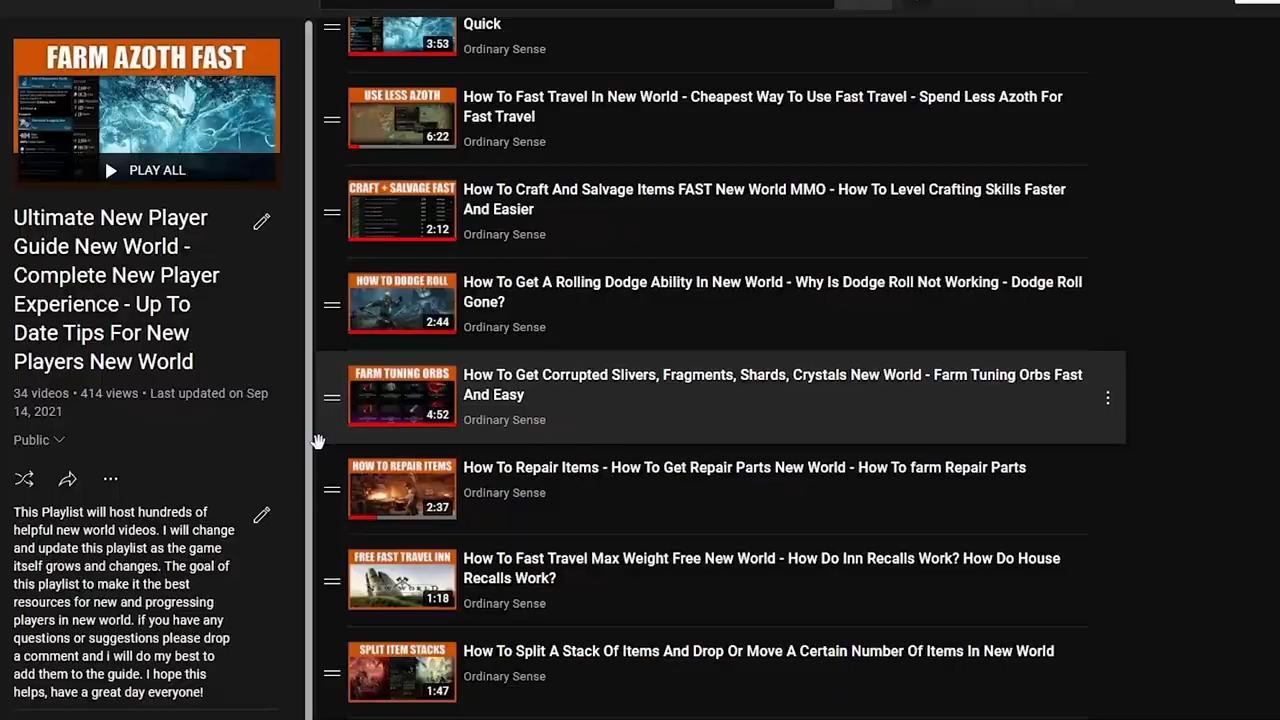 FARM AZOTH FAST
PLAY ALL
Ultimate New Player
Guide New World -
Complete New Player
Experience - Up To
Date Tips For New
Players New World
34 videos • 414 views • Last updated on Sep
14, 2021
Public
This Playlist will host hundreds of
helpful new world videos. I will change
and update this playlist as the game
itself grows and changes. The goal of
this playlist to make it the best
resources for new and progressing
players in new world. if you have any
questions or suggestions please drop
a comment and i will do my best to
add them to the guide. I hope this
helps, have a great day everyone!
3:53
Quick
Ordinary Sense
USE LESS AZOTH
6:22
How To Fast Travel In New World - Cheapest Way To Use Fast Travel - Spend Less Azoth For
Fast Travel
Ordinary Sense
CRAFT + SALVAGE FAST
2:12
How To Craft And Salvage Items FAST New World MMO - How To Level Crafting Skills Faster
And Easier
Ordinary Sense
HOW TO DODGE ROLL
2:44
How To Get A Rolling Dodge Ability In New World - Why Is Dodge Roll Not Working - Dodge Roll
Gone?
Ordinary Sense
FARM TUNING ORBS
4:52
How To Get Corrupted Slivers, Fragments, Shards, Crystals New World - Farm Tuning Orbs Fast
And Easy
Ordinary Sense
HOW TO REPAIR ITEMS
2:37
How To Repair Items - How To Get Repair Parts New World - How To farm Repair Parts
Ordinary Sense
FREE FAST TRAVEL INN
1:18
How To Fast Travel Max Weight Free New World - How Do Inn Recalls Work? How Do House
Recalls Work?
Ordinary Sense
SPLIT ITEM STACKS
1:47
How To Split A Stack Of Items And Drop Or Move A Certain Number Of Items In New World
Ordinary Sense